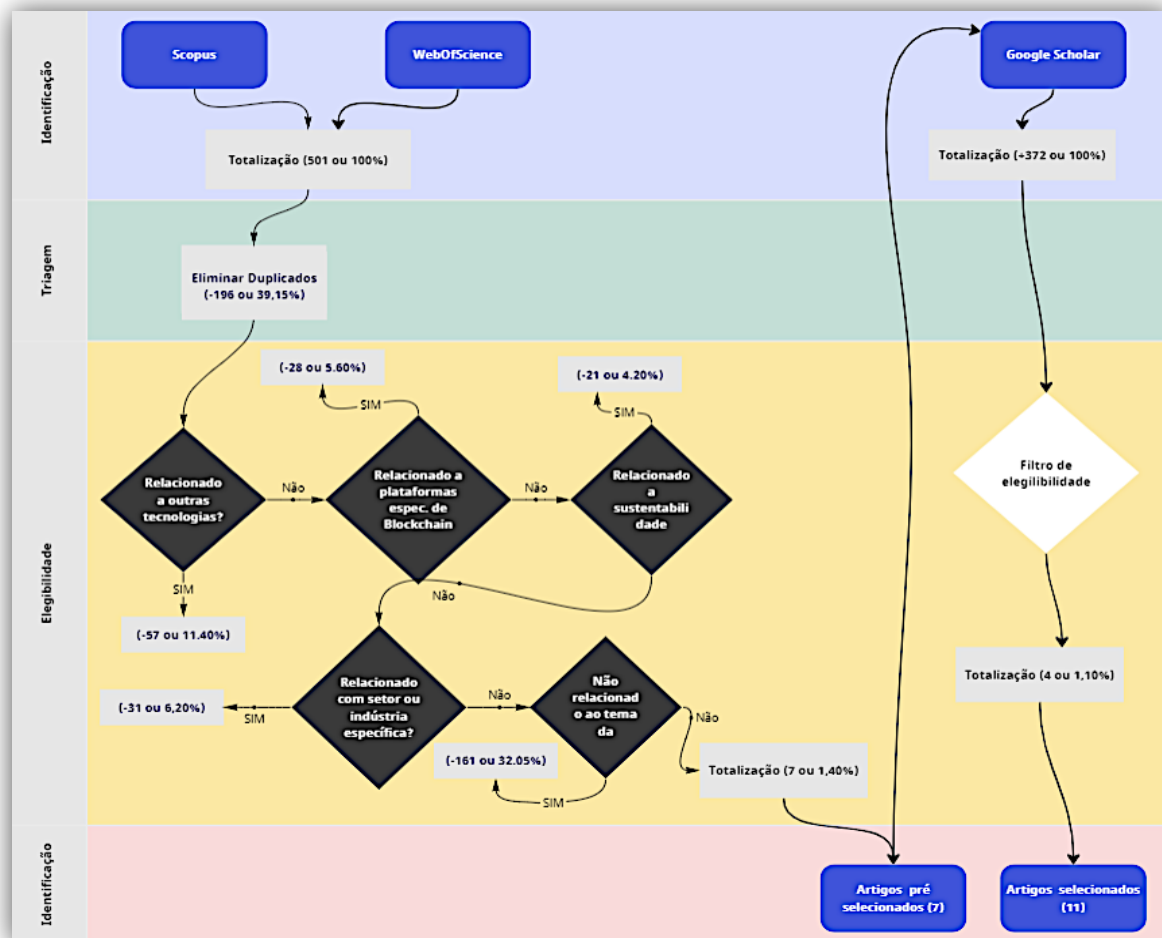 Identificação
Scopus
WebOfScience
Google Scholar
Totalização (501 ou 100%)
Totalização (+372 ou 100%)
Triagem
Eliminar Duplicados
(-196 ou 39,15%)
Elegibilidade
(-28 ou 5.60%)
(-21 ou 4.20%)
SIM
SIM
Relacionado
a outras
tecnologias?
Não
Relacionado a
plataformas
espec. de
Blockchain
Não
Relacionado
a
sustentabili
dade
Filtro de
elegilibilidade
SIM
Não
(-57 ou 11.40%)
Relacionado
com setor ou
indústria
específica?
Não
Não
relacionad
o ao tema
da
Não
(-31 ou 6,20%)
SIM
(-161 ou 32.05%)
SIM
Totalização (7 ou 1,40%)
Totalização (4 ou 1,10%)
Identificação
Artigos pré
selecionados (7)
Artigos selecionados
(11)